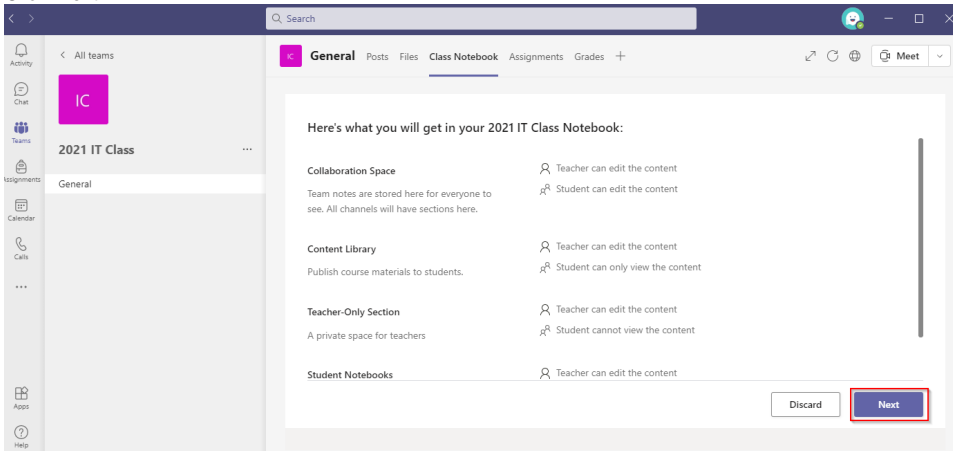 Search
Activity
Chat
Teams
Assignments
Calendar
Calls
Apps
Help
All teams
IC
2021 IT Class
General
IC
General Posts Files Class Notebook Assignments Grades
Meet
Here's what you will get in your 2021 IT Class Notebook:
Collaboration Space
Team notes are stored here for everyone to
see. All channels will have sections here.
Teacher can edit the content
Student can edit the content
Content Library
Publish course materials to students.
Teacher can edit the content
Student can only view the content
Teacher-Only Section
A private space for teachers
Teacher can edit the content
Student cannot view the content
Student Notebooks
Teacher can edit the content
Discard
Next